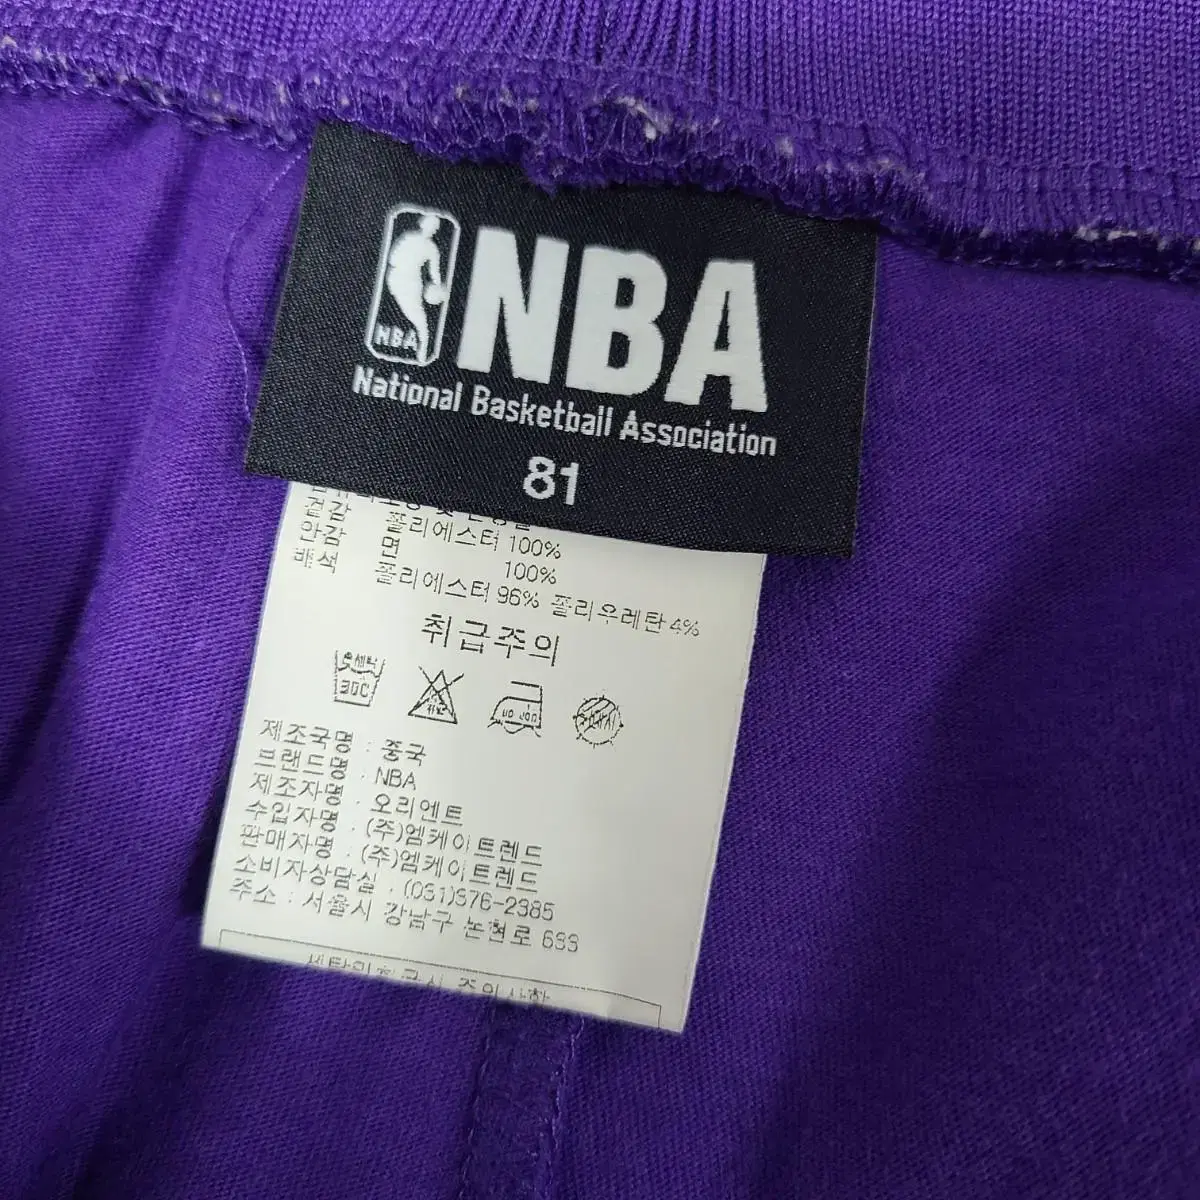 NBA
NBA
National Basketball Association
81
겉감 폴리에스터 100%
안감 면 100%
배색 폴리에스터 96% 폴리우레탄 4%
취급주의
제조국명 : 중국
브랜드명 : NBA
제조자명 : 오리엔트
수입자명 : (주)엠케이트렌드
판매자명 : (주)엠케이트렌드
소비자상담실 : (031)376-2385
주소 : 서울시 강남구 논현로 633